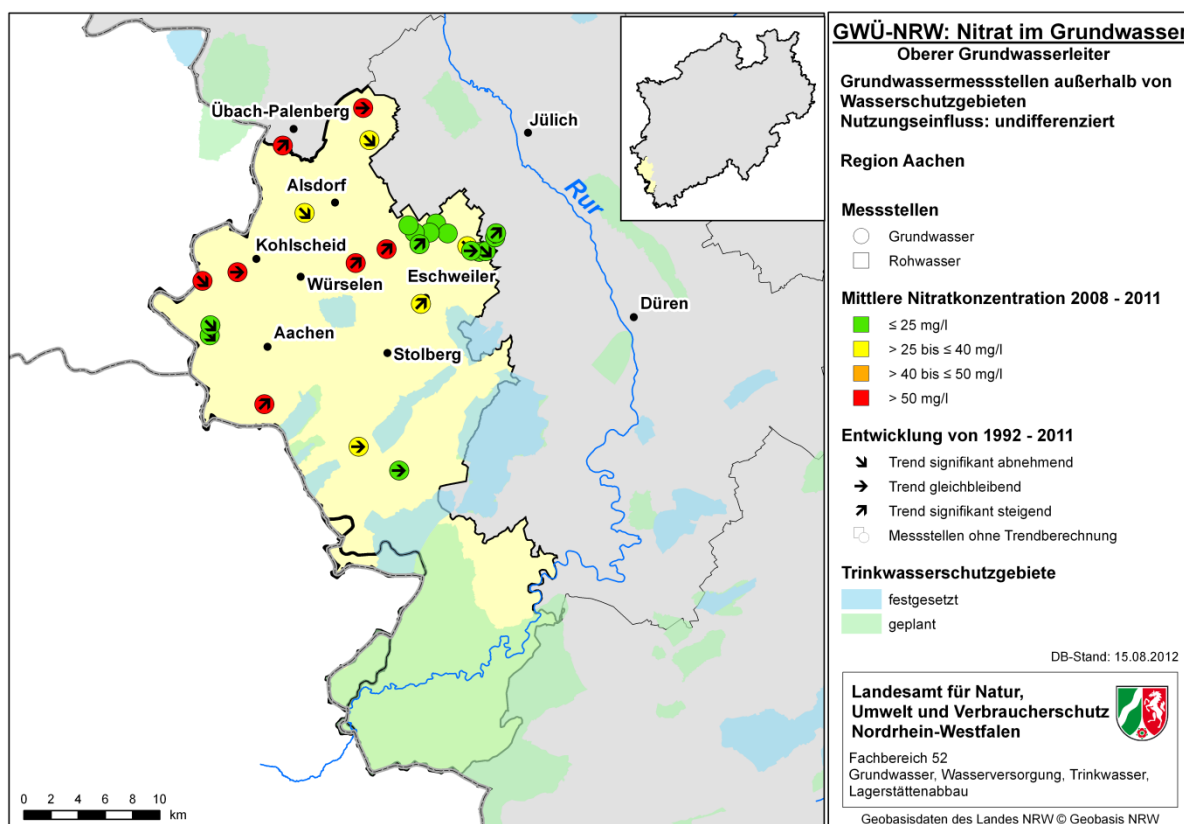 Übach-Palenberg
Jülich
Rur
Alsdorf
Kohlscheid
Würselen
Eschweiler
Düren
Aachen
Stolberg
0 2 4 6 8 10
km
GWÜ-NRW: Nitrat im Grundwasser
Oberer Grundwasserleiter
Grundwassermessstellen außerhalb von
Wasserschutzgebieten
Nutzungseinfluss: undifferenziert
Region Aachen
Messstellen
Grundwasser
Rohwasser
Mittlere Nitratkonzentration 2008 - 2011
≤ 25 mg/l
> 25 bis ≤ 40 mg/l
> 40 bis ≤ 50 mg/l
> 50 mg/l
Entwicklung von 1992 - 2011
Trend signifikant abnehmend
Trend gleichbleibend
Trend signifikant steigend
Messstellen ohne Trendberechnung
Trinkwasserschutzgebiete
festgesetzt
geplant
DB-Stand: 15.08.2012
Landesamt für Natur,
Umwelt und Verbraucherschutz
Nordrhein-Westfalen
Fachbereich 52
Grundwasser, Wasserversorgung, Trinkwasser,
Lagerstättenabbau
Geobasisdaten des Landes NRW © Geobasis NRW